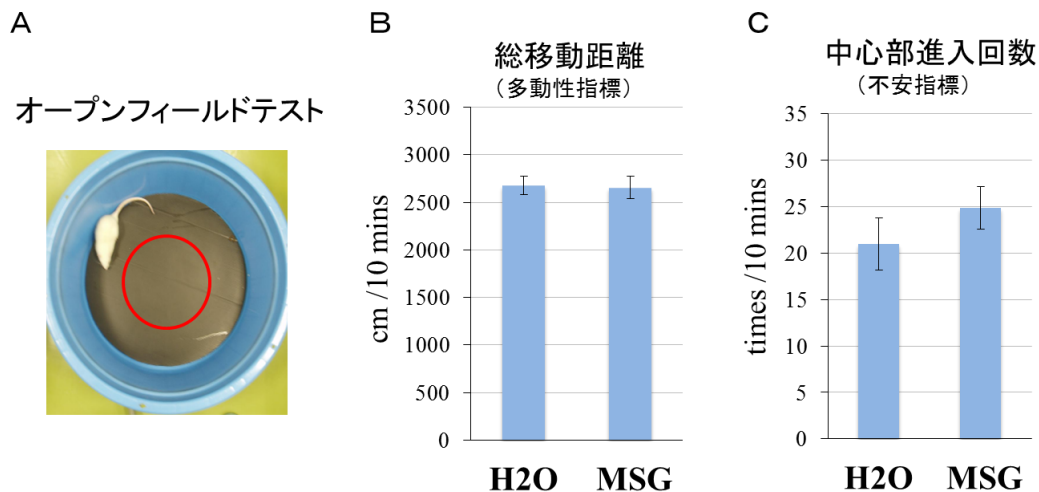 A
オープンフィールドテスト
B
総移動距離
（多動性指標）
cm /10 mins
3500
3000
2500
2000
1500
1000
500
0
H2O MSG
C
中心部進入回数
（不安指標）
times/10 mins
35
30
25
20
15
10
5
0
H2O MSG